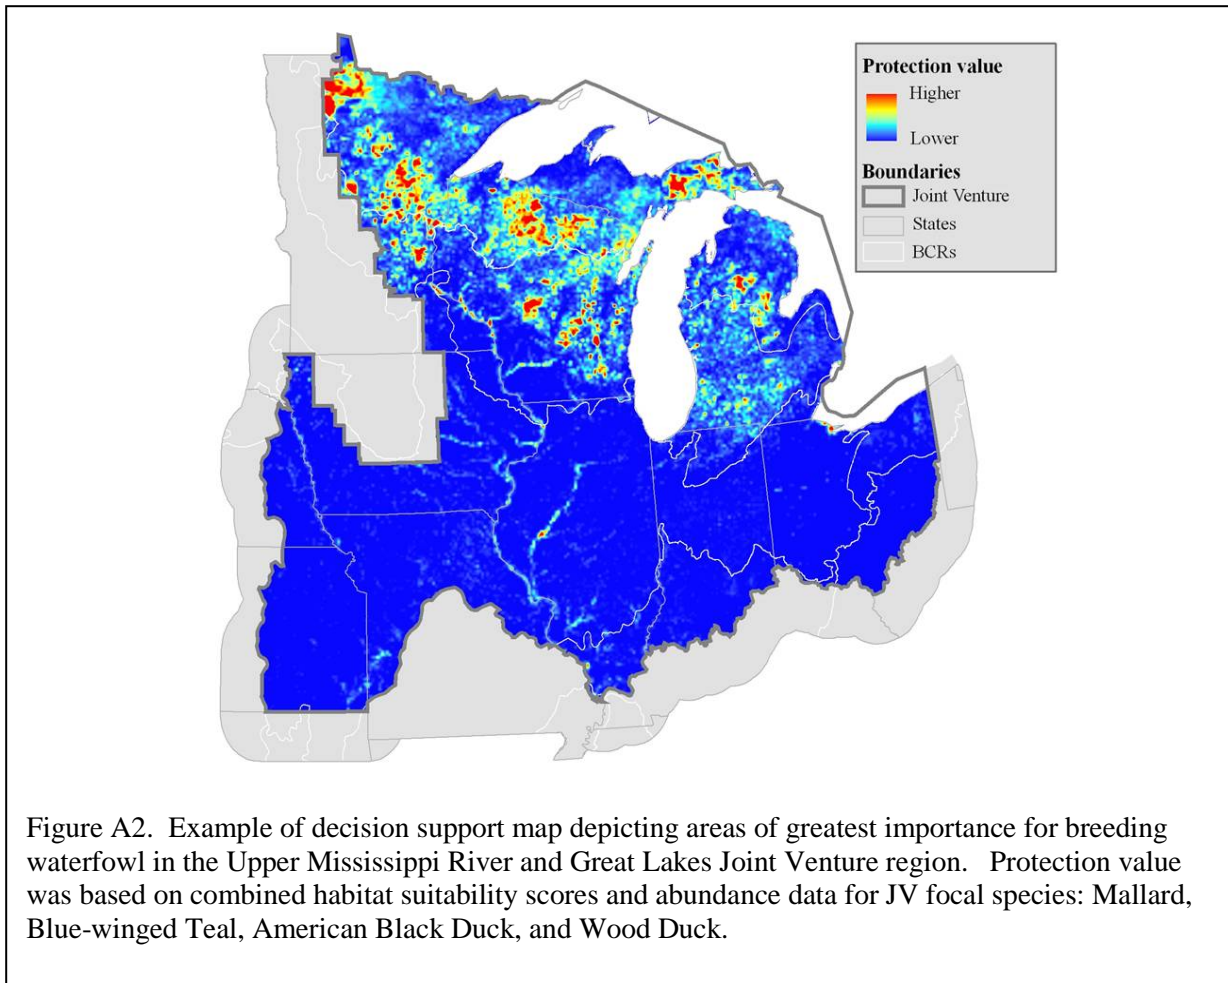 Protection value
Higher
Lower
Boundaries
Joint Venture
States
BCRs
Figure A2.  Example of decision support map depicting areas of greatest importance for breeding
waterfowl in the Upper Mississippi River and Great Lakes Joint Venture region.   Protection value
was based on combined habitat suitability scores and abundance data for JV focal species: Mallard,
Blue-winged Teal, American Black Duck, and Wood Duck.